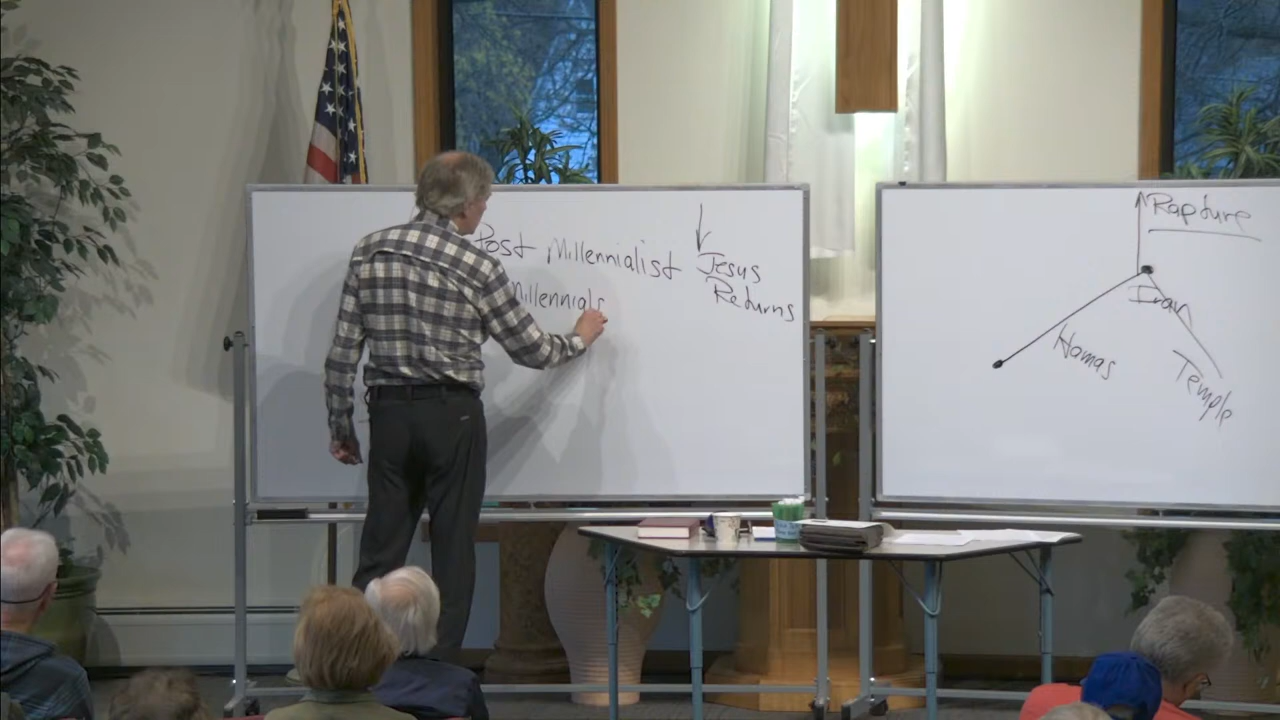 Post Millennialist
Millennials
Jesus
Returns
Rapture
Iran
Hamas
Temple